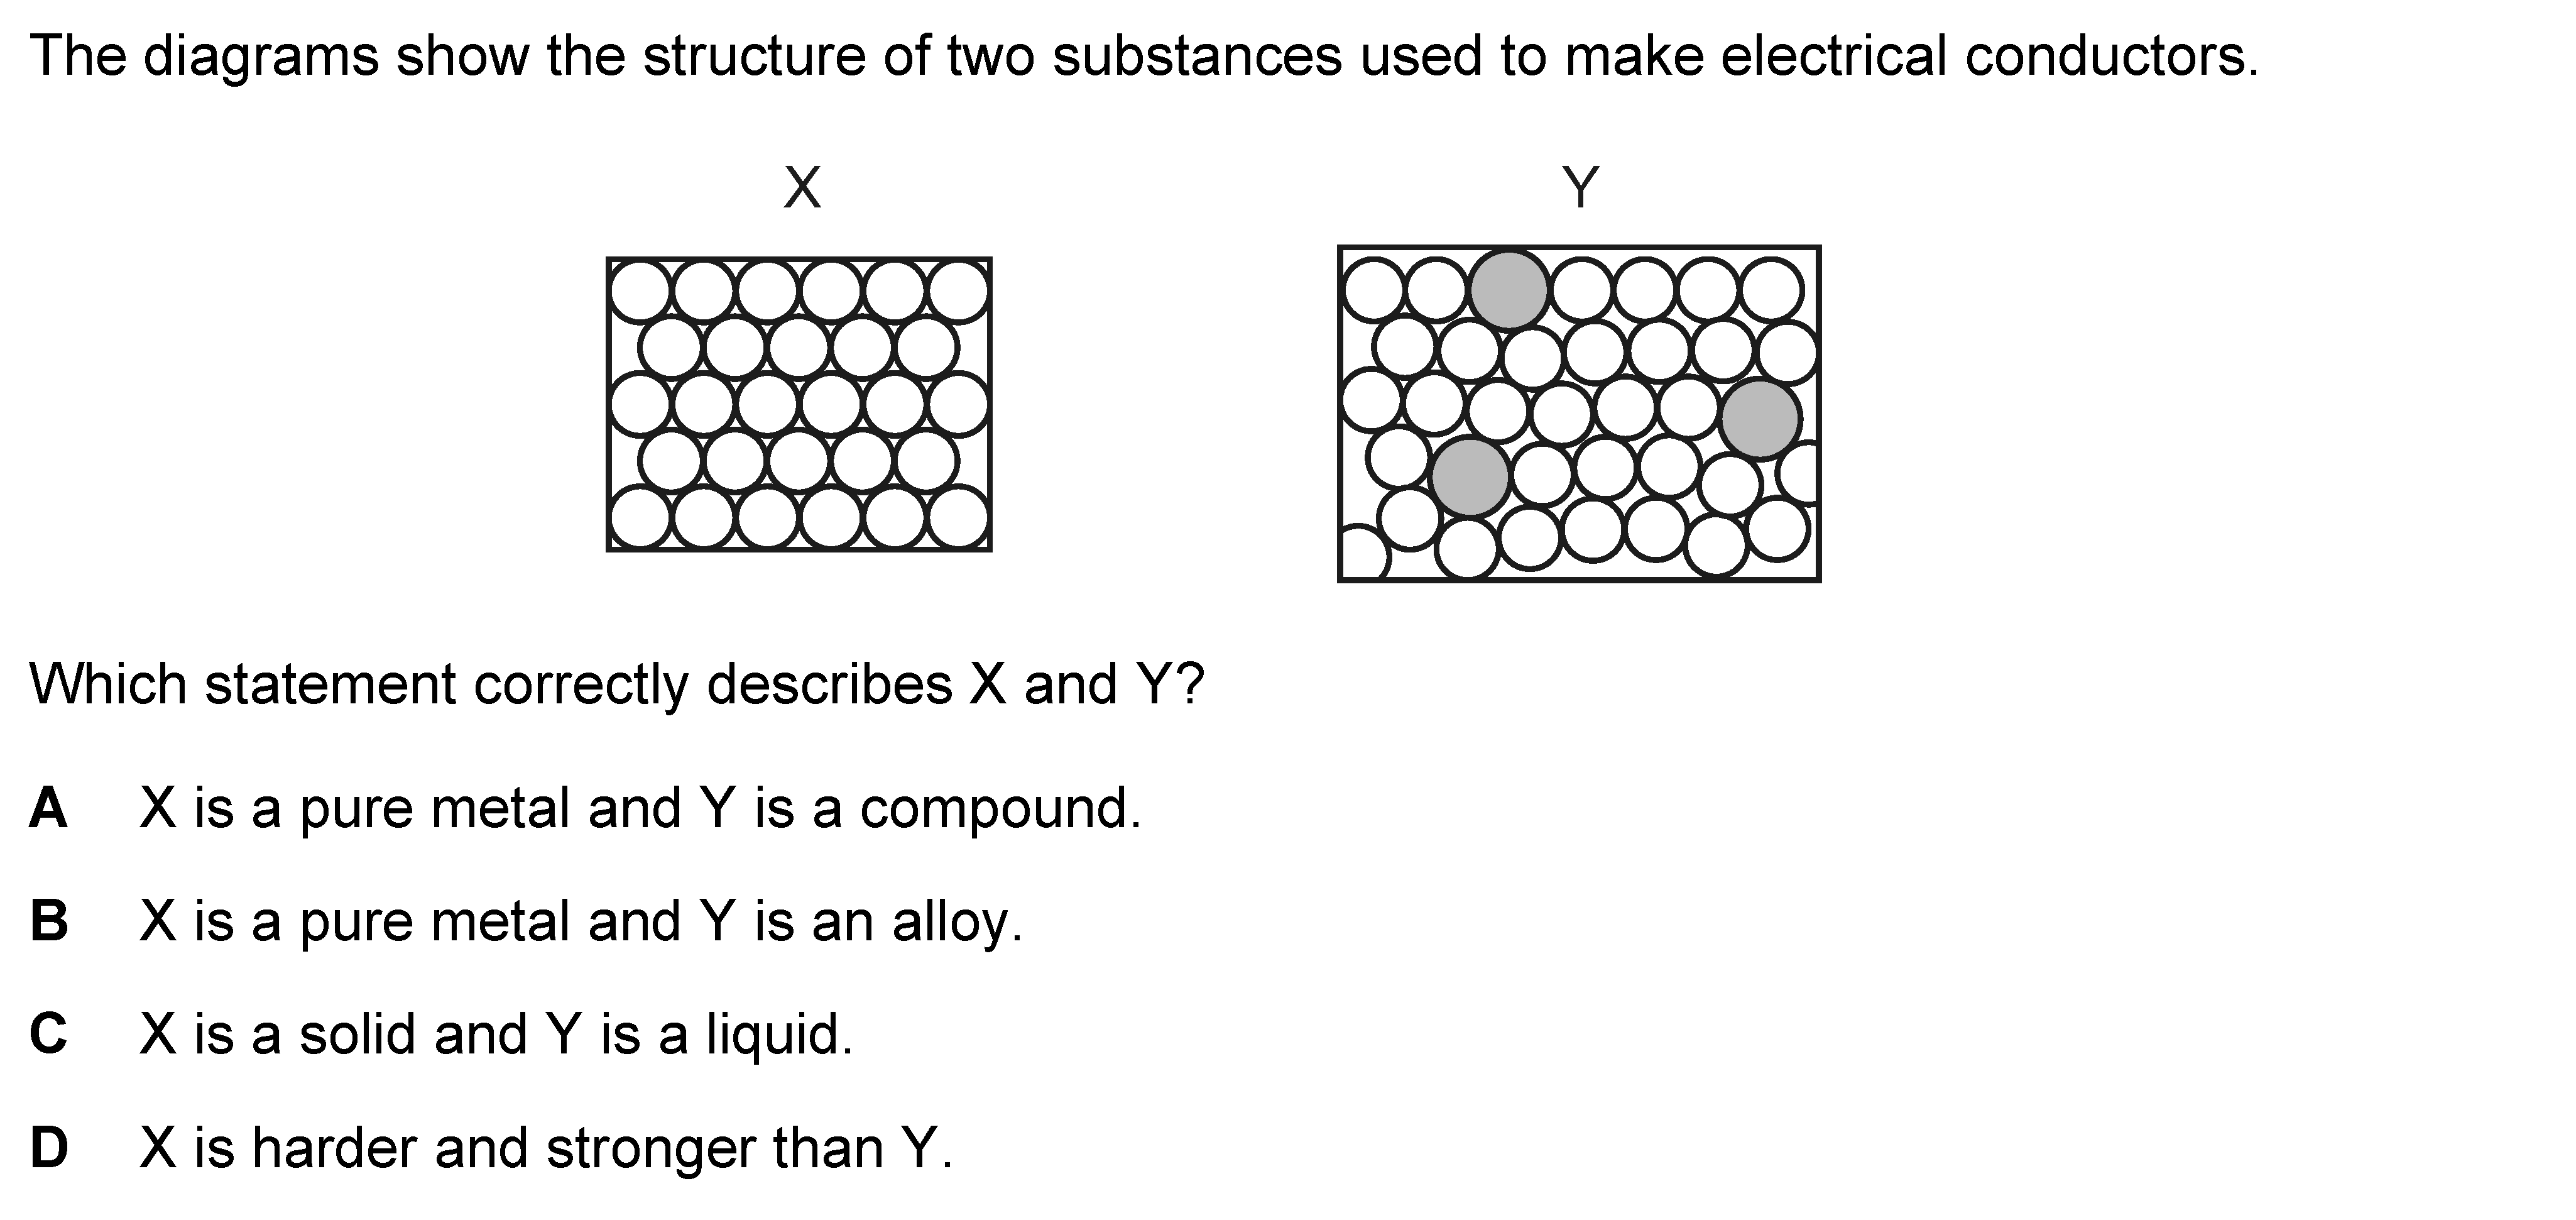 The diagrams show the structure of two substances used to make electrical conductors.
X Y
Which statement correctly describes X and Y?
A X is a pure metal and Y is a compound.
B X is a pure metal and Y is an alloy.
C X is a solid and Y is a liquid.
D X is harder and stronger than Y.